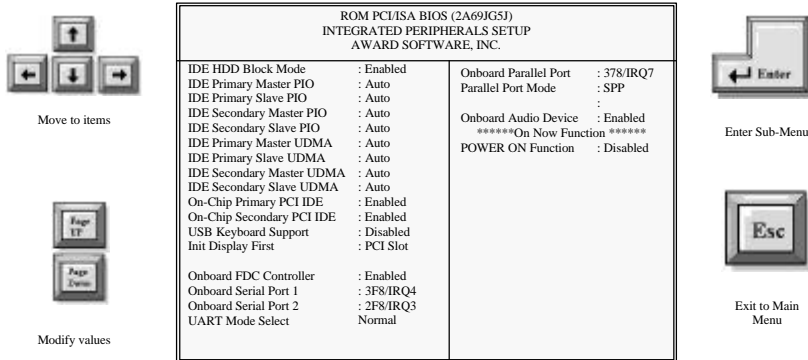 ROM PCI/ISA BIOS (2A69JG5J)
INTEGRATED PERIPHERALS SETUP
AWARD SOFTWARE, INC.
IDE HDD Block Mode : Enabled
IDE Primary Master PIO : Auto
IDE Primary Slave PIO : Auto
IDE Secondary Master PIO : Auto
IDE Secondary Slave PIO : Auto
IDE Primary Master UDMA : Auto
IDE Primary Slave UDMA : Auto
IDE Secondary Master UDMA : Auto
IDE Secondary Slave UDMA : Auto
On-Chip Primary PCI IDE : Enabled
On-Chip Secondary PCI IDE : Enabled
USB Keyboard Support : Disabled
Init Display First : PCI Slot
Onboard FDC Controller : Enabled
Onboard Serial Port 1 : 3F8/IRQ4
Onboard Serial Port 2 : 2F8/IRQ3
UART Mode Select Normal
Onboard Parallel Port : 378/IRQ7
Parallel Port Mode : SPP
:
Onboard Audio Device : Enabled
******On Now Function ******
POWER ON Function : Disabled
Move to items
Page
UP
Page
Down
Modify values
Enter
Enter Sub-Menu
Esc
Exit to Main
Menu